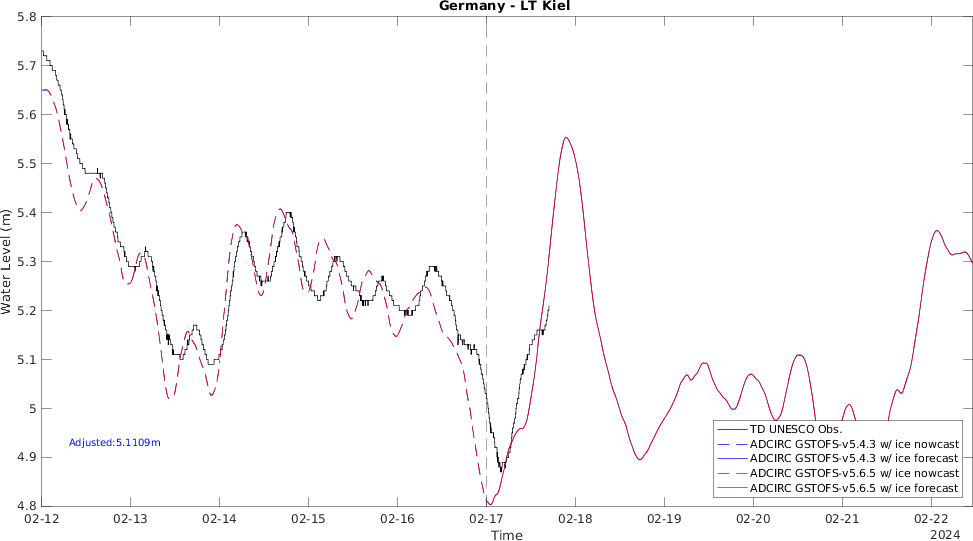 Germany - LT Kiel
5.8
5.7
5.6
5.5
5.4
5.3
5.2
5.1
5
4.9
4.8
Water Level (m)
Adjusted:5.1109m
TD UNESCO Obs.
ADCIRC GSTOFS-v5.4.3 w/ ice nowcast
ADCIRC GSTOFS-v5.4.3 w/ ice forecast
ADCIRC GSTOFS-v5.6.5 w/ ice nowcast
ADCIRC GSTOFS-v5.6.5 w/ ice forecast
02-12 02-13 02-14 02-15 02-16 02-17 02-18 02-19 02-20 02-21 02-22
2024
Time